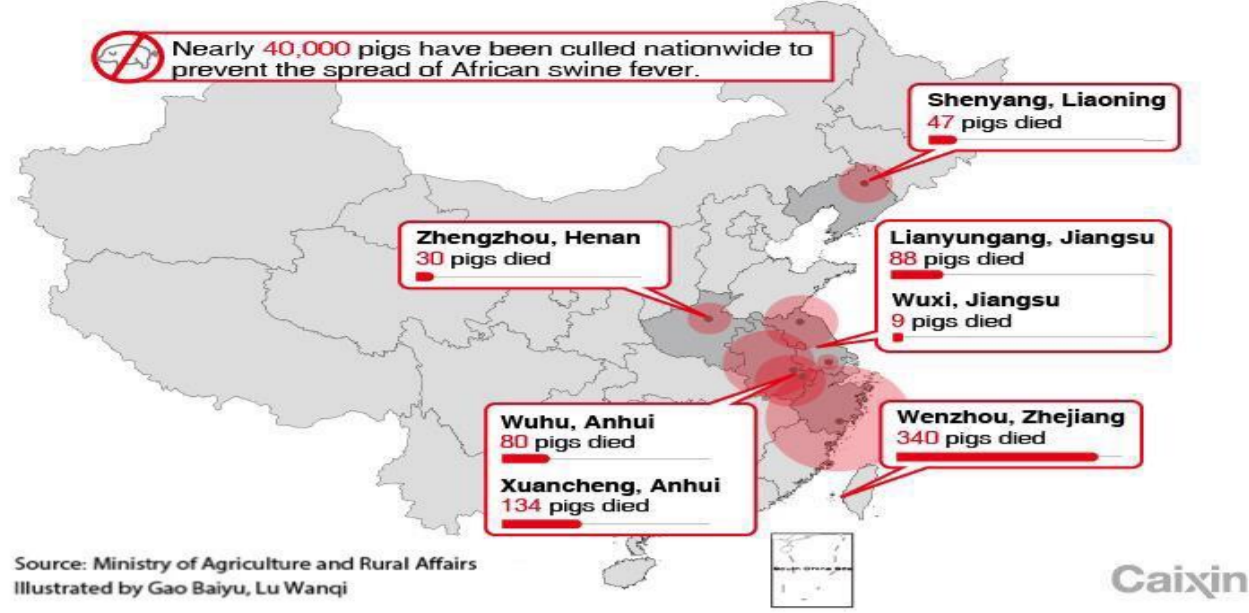 Nearly 40,000 pigs have been culled nationwide to
prevent the spread of African swine fever.
Shenyang, Liaoning
47 pigs died
Zhengzhou, Henan
30 pigs died
Lianyungang, Jiangsu
88 pigs died
Wuxi, Jiangsu
9 pigs died
Wuhu, Anhui
80 pigs died
Xuancheng, Anhui
134 pigs died
Wenzhou, Zhejiang
340 pigs died
South China Sea
Source: Ministry of Agriculture and Rural Affairs
Illustrated by Gao Baiyu, Lu Wanqi
Caixin